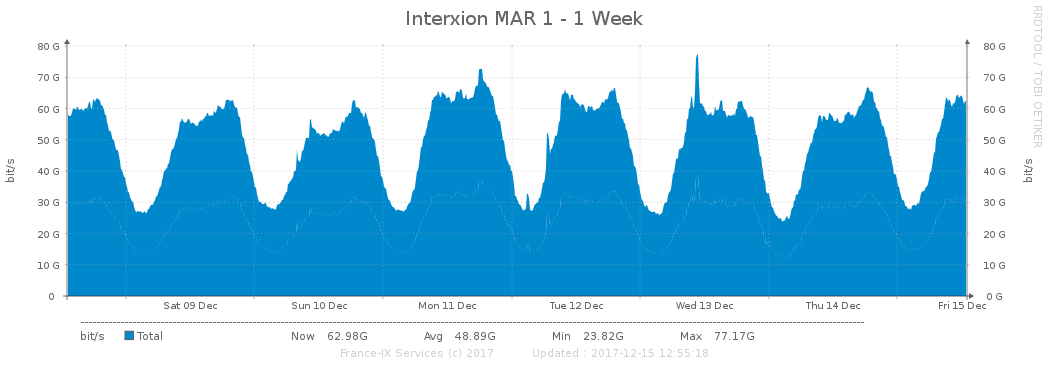 Interxion MAR 1 - 1 Week
RRDTOOL / TOBI OETIKER
80 G 80 G
70 G 70 G
60 G 60 G
50 G 50 G
40 G 40 G
30 G 30 G
20 G 20 G
10 G 10 G
0 0 G
bit/s
bit/s
Sat 09 Dec Sun 10 Dec Mon 11 Dec Tue 12 Dec Wed 13 Dec Thu 14 Dec Fri 15 Dec
bit/s Total Now 62.98G Avg 48.89G Min 23.82G Max 77.17G
France-IX Services (c) 2017 Updated : 2017-12-15 12:55:18